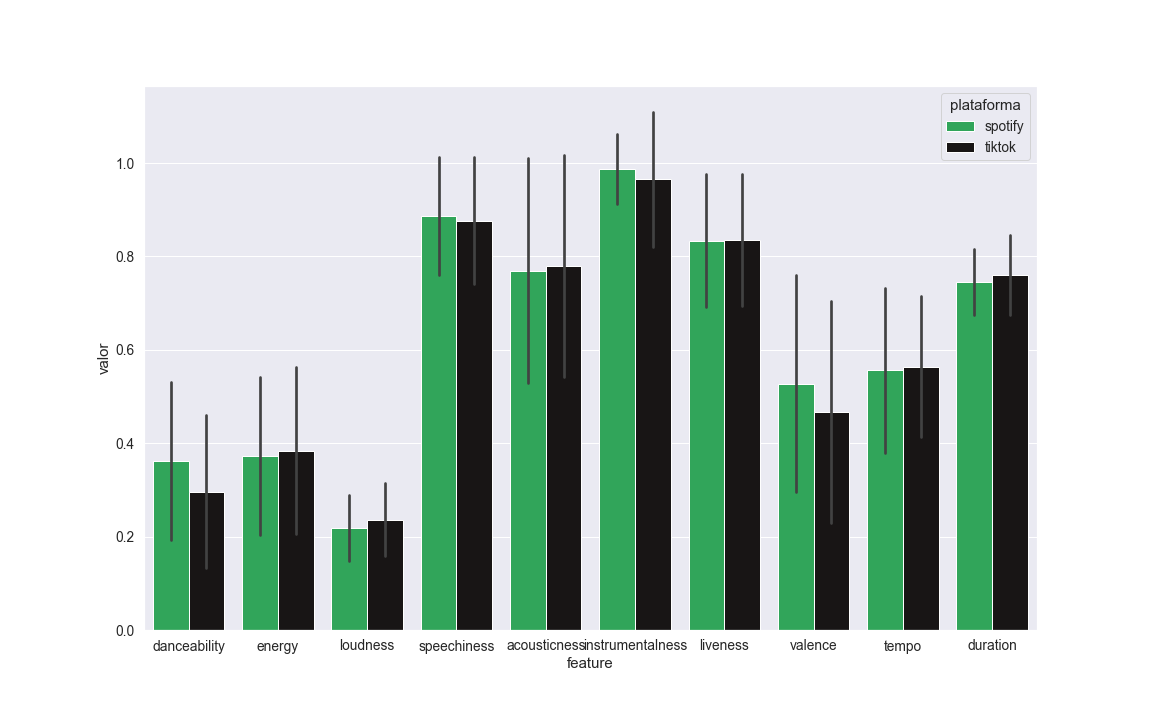 plataforma
spotify
tiktok
1.0
0.8
0.6
0.4
0.2
0.0
valor
danceability energy loudness speechiness acousticness instrumentalness liveness valence tempo duration
feature